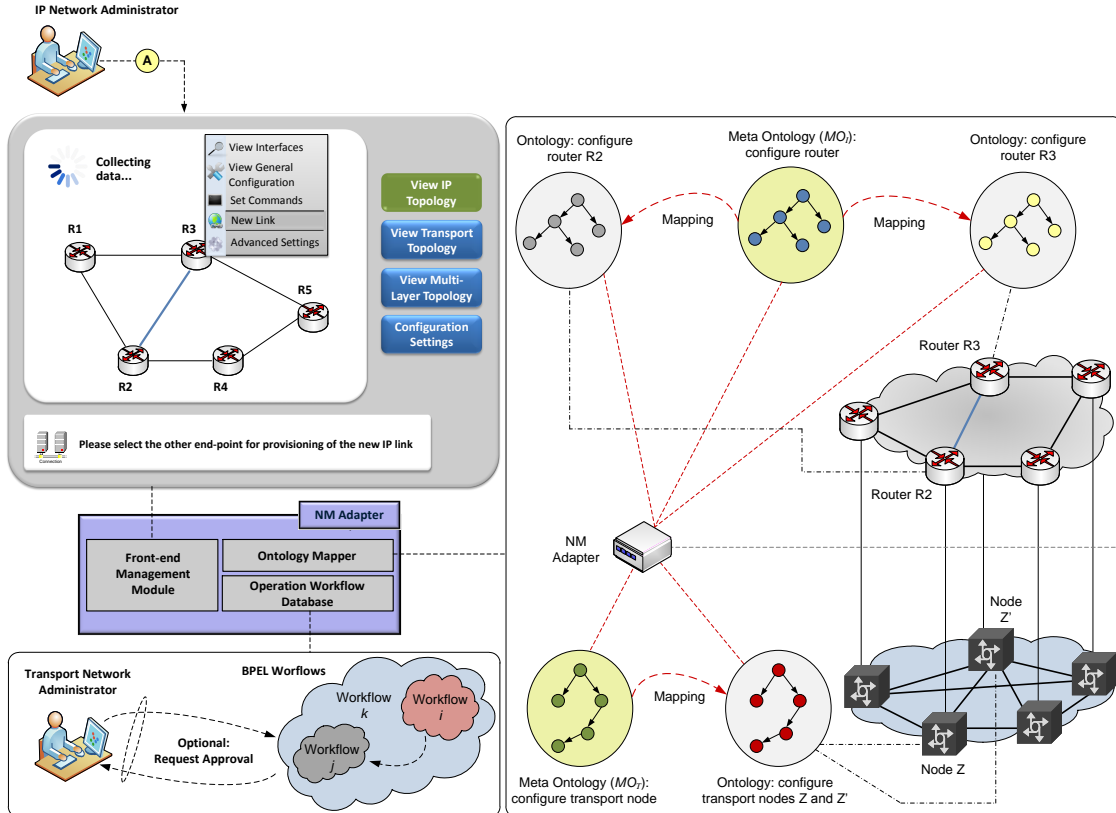 IP Network Administrator
A
Collecting
data...
View Interfaces
View General
Configuration
Set Commands
New Link
Advanced Settings
R1
R3
R5
R2
R4
View IP
Topology
View Transport
Topology
View Multi-
Layer Topology
Configuration
Settings
Connection
Please select the other end-point for provisioning of the new IP link
NM Adapter
Front-end
Management
Module
Ontology Mapper
Operation Workflow
Database
Transport Network
Administrator
BPEL Worflows
Optional:
Request Approval
Workflow
k
Workflow
i
Workflow
j
Ontology: configure
router R2
Meta Ontology (MOI):
configure router
Ontology: configure
router R3
Mapping
Mapping
Router R3
Router R2
NM
Adapter
Node
Z'
Mapping
Node Z
Meta Ontology (MOT):
configure transport node
Ontology: configure
transport nodes Z and Z'